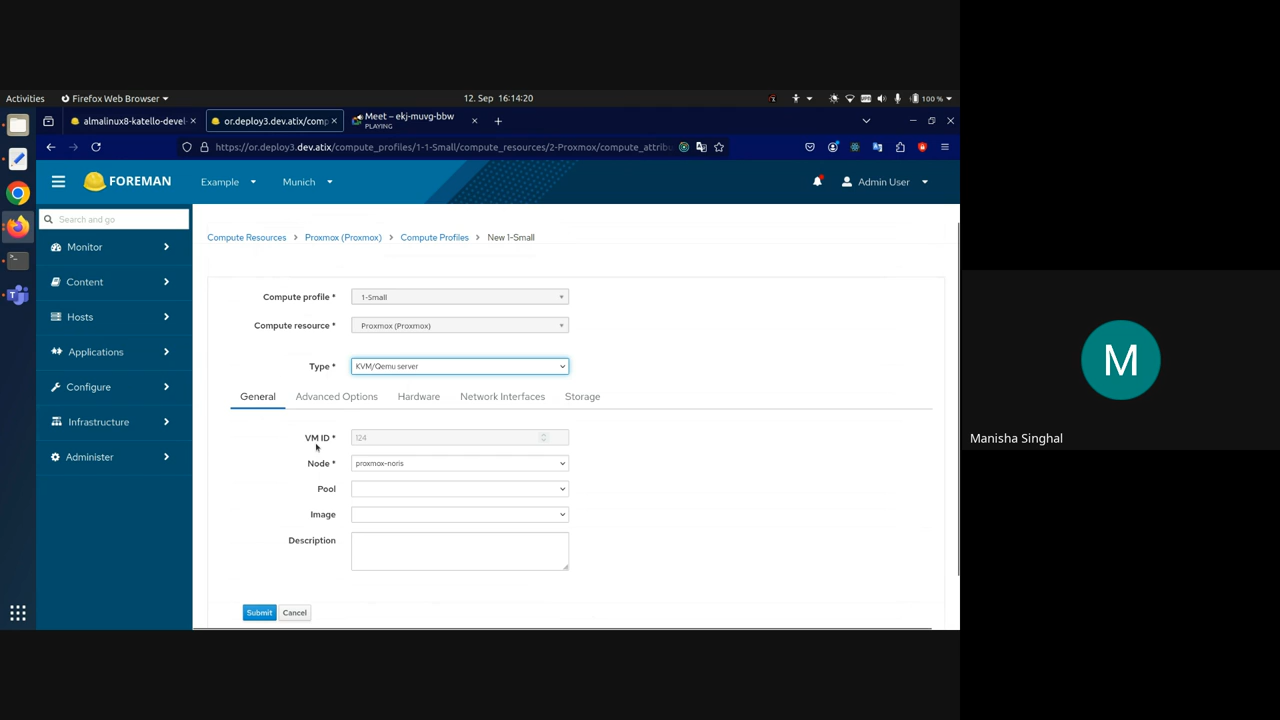 Activities
Firefox Web Browser
12. Sep 16:14:20
100 %
almalinux8-katello-devel
or.deploy3.dev.atix/comp
Meet – ekj-muvg-bbw
PLAYING
https://or.deploy3.dev.atix/compute_profiles/1-1-Small/compute_resources/2-Proxmox/compute_attribu
FOREMAN
Example
Munich
Admin User
Search and go
Monitor
Content
Hosts
Applications
Configure
Infrastructure
Administer
Compute Resources > Proxmox (Proxmox) > Compute Profiles > New 1-Small
Compute profile * 1-Small
Compute resource * Proxmox (Proxmox)
Type * KVM/Qemu server
General Advanced Options Hardware Network Interfaces Storage
VM ID * 124
Node * proxmox-noris
Pool
Image
Description
Submit Cancel
M
Manisha Singhal